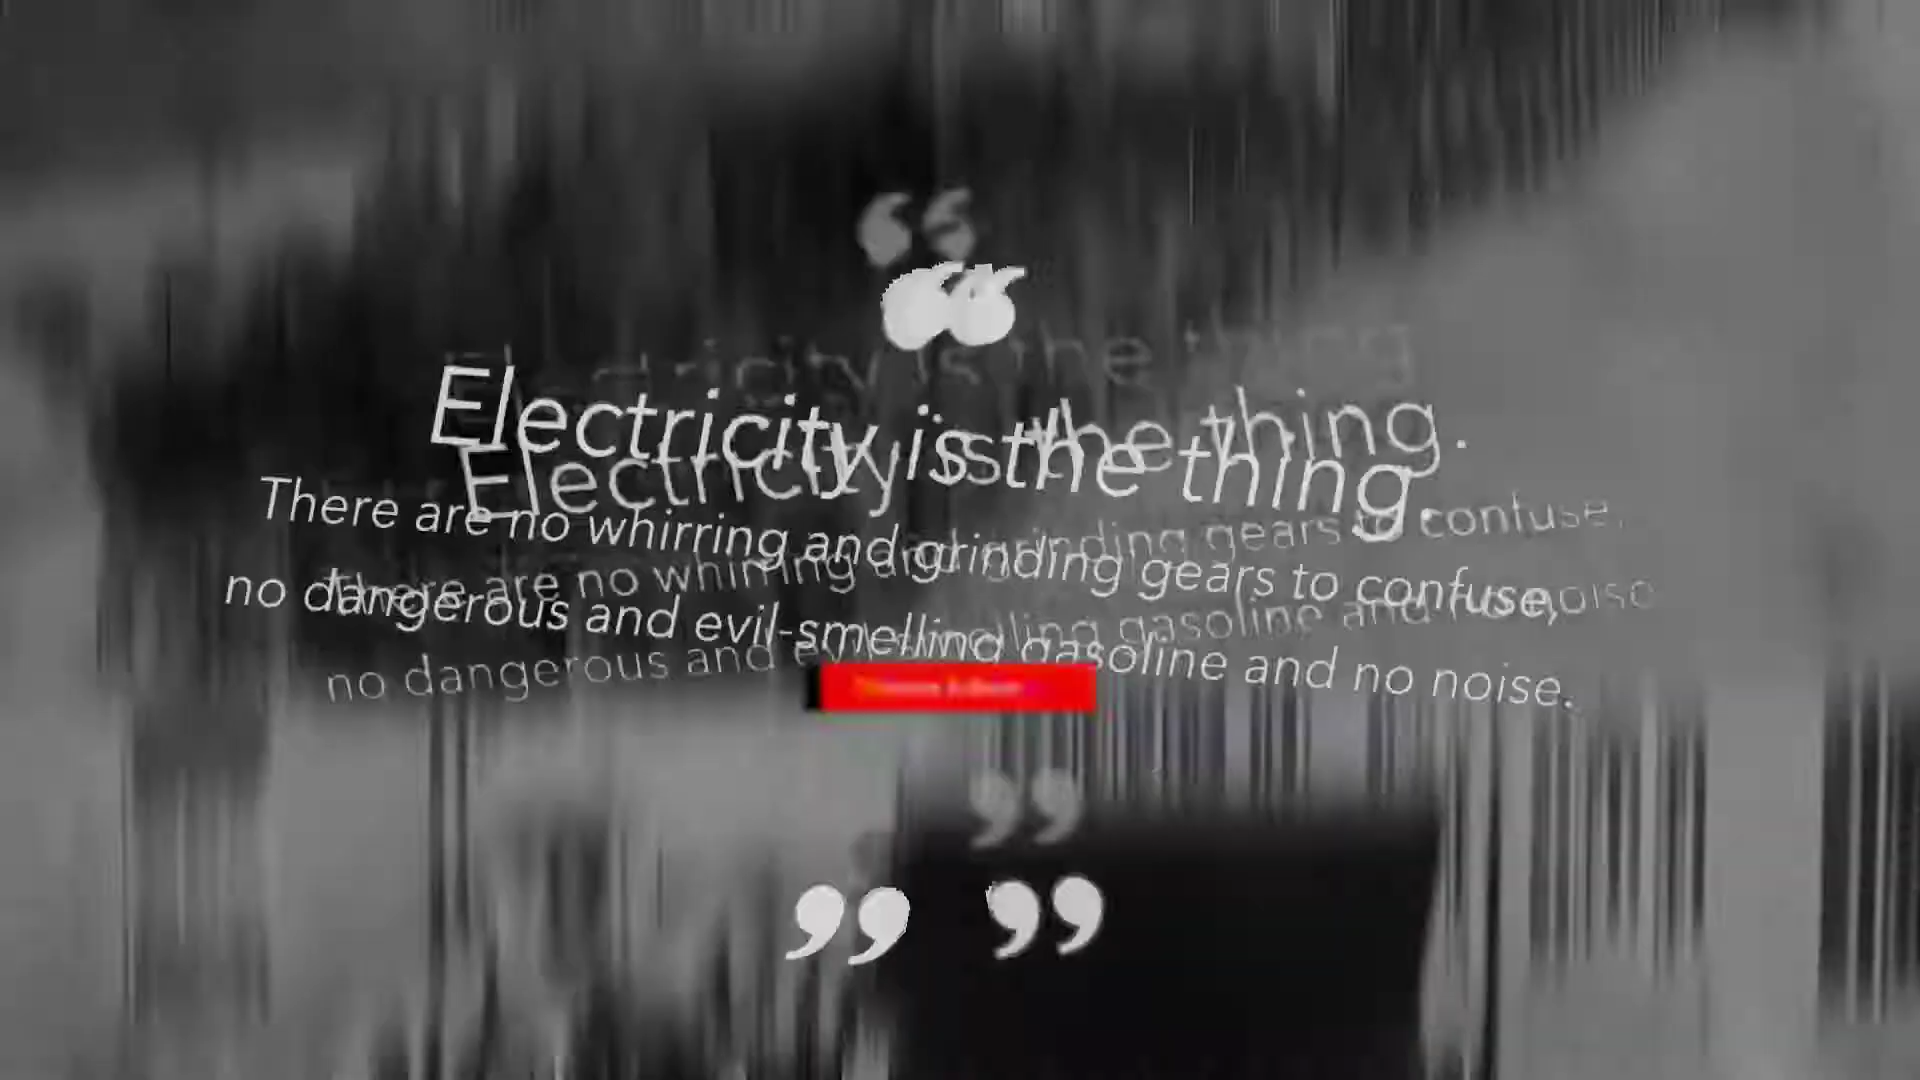 “
Electricity is the thing.
There are no whirring and grinding gears to confuse,
no dangerous and evil-smelling gasoline and no noise.
”